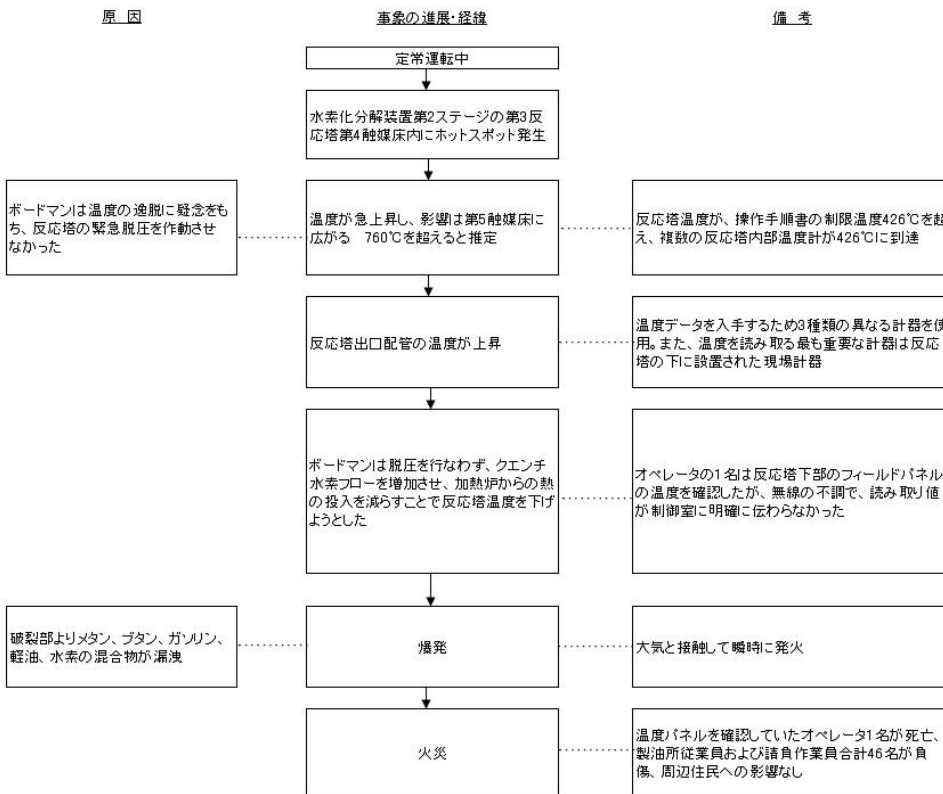 原 因
事象の進展・経緯
備 考
定常運転中
水素化分解装置第2ステージの第3反
応塔第4触媒床内にホットスポット発生
ボードマンは温度の逸脱に疑念をも
ち、反応塔の緊急脱圧を作動させ
なかった
温度が急上昇し、影響は第5触媒床に
広がる　760℃を超えると推定
反応塔温度が、操作手順書の制限温度426℃を超
え、複数の反応塔内部温度計が426℃に到達
反応塔出口配管の温度が上昇
温度データを入手するため3種類の異なる計器を使
用。また、温度を読み取る最も重要な計器は反応
塔の下に設置された現場計器
ボードマンは脱圧を行なわず、クエンチ
水素フローを増加させ、加熱炉からの熱
の投入を減らすことで反応塔温度を下げ
ようとした
オペレータの1名は反応塔下部のフィールドパネル
の温度を確認したが、無線の不調で、読み取り値
が制御室に明確に伝わらなかった
破裂部よりメタン、ブタン、ガソリン、
軽油、水素の混合物が漏洩
爆発
大気と接触して瞬時に発火
火災
温度パネルを確認していたオペレータ1名が死亡、
製油所従業員および請負作業員合計46名が負
傷、周辺住民への影響なし